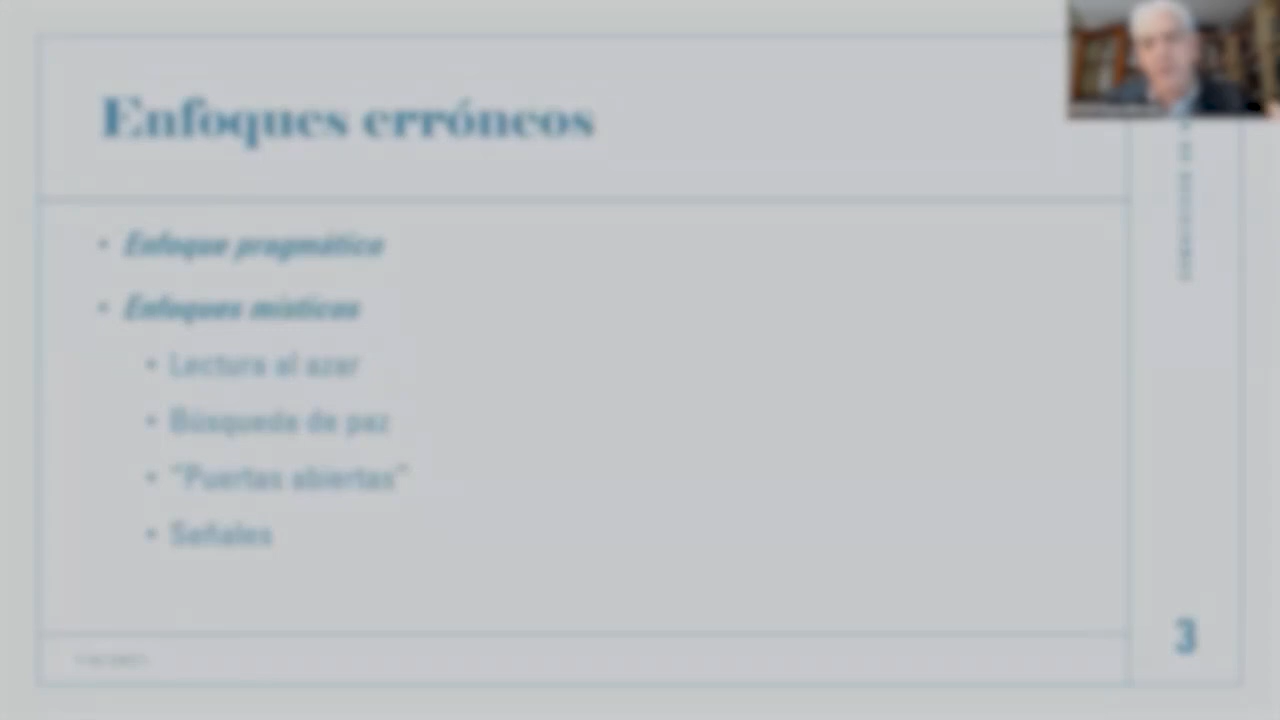 Enfoques erróneos
• Enfoque pragmático
• Enfoques místicos
• Lectura al azar
• Búsqueda de paz
• "Puertas abiertas"
• Señales
3